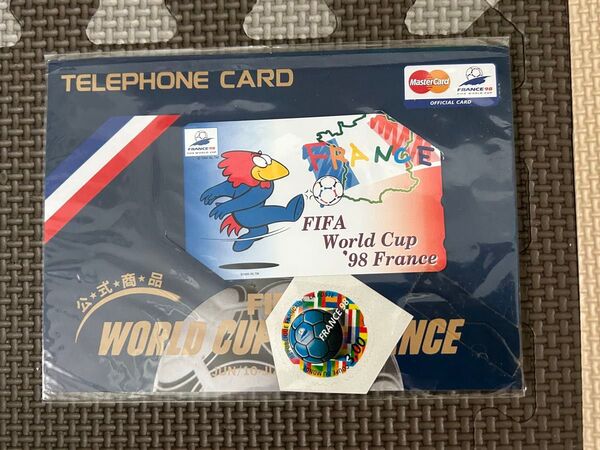 TELEPHONE CARD
MasterCard
FRANCE 98
OFFICIAL CARD
FRANCE 98
FRANCE
FIFA
World Cup
'98 France
公式商品
WORLD CUP
FRANCE 98